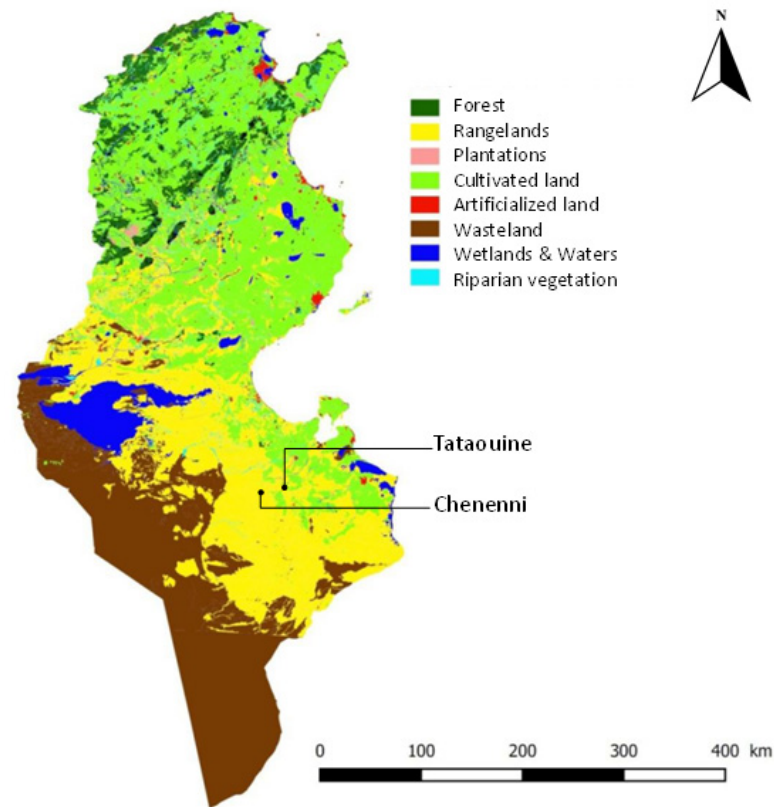 N
Forest
Rangelands
Plantations
Cultivated land
Artificialized land
Wasteland
Wetlands & Waters
Riparian vegetation
Tataouine
Chenenni
0 100 200 300 400 km